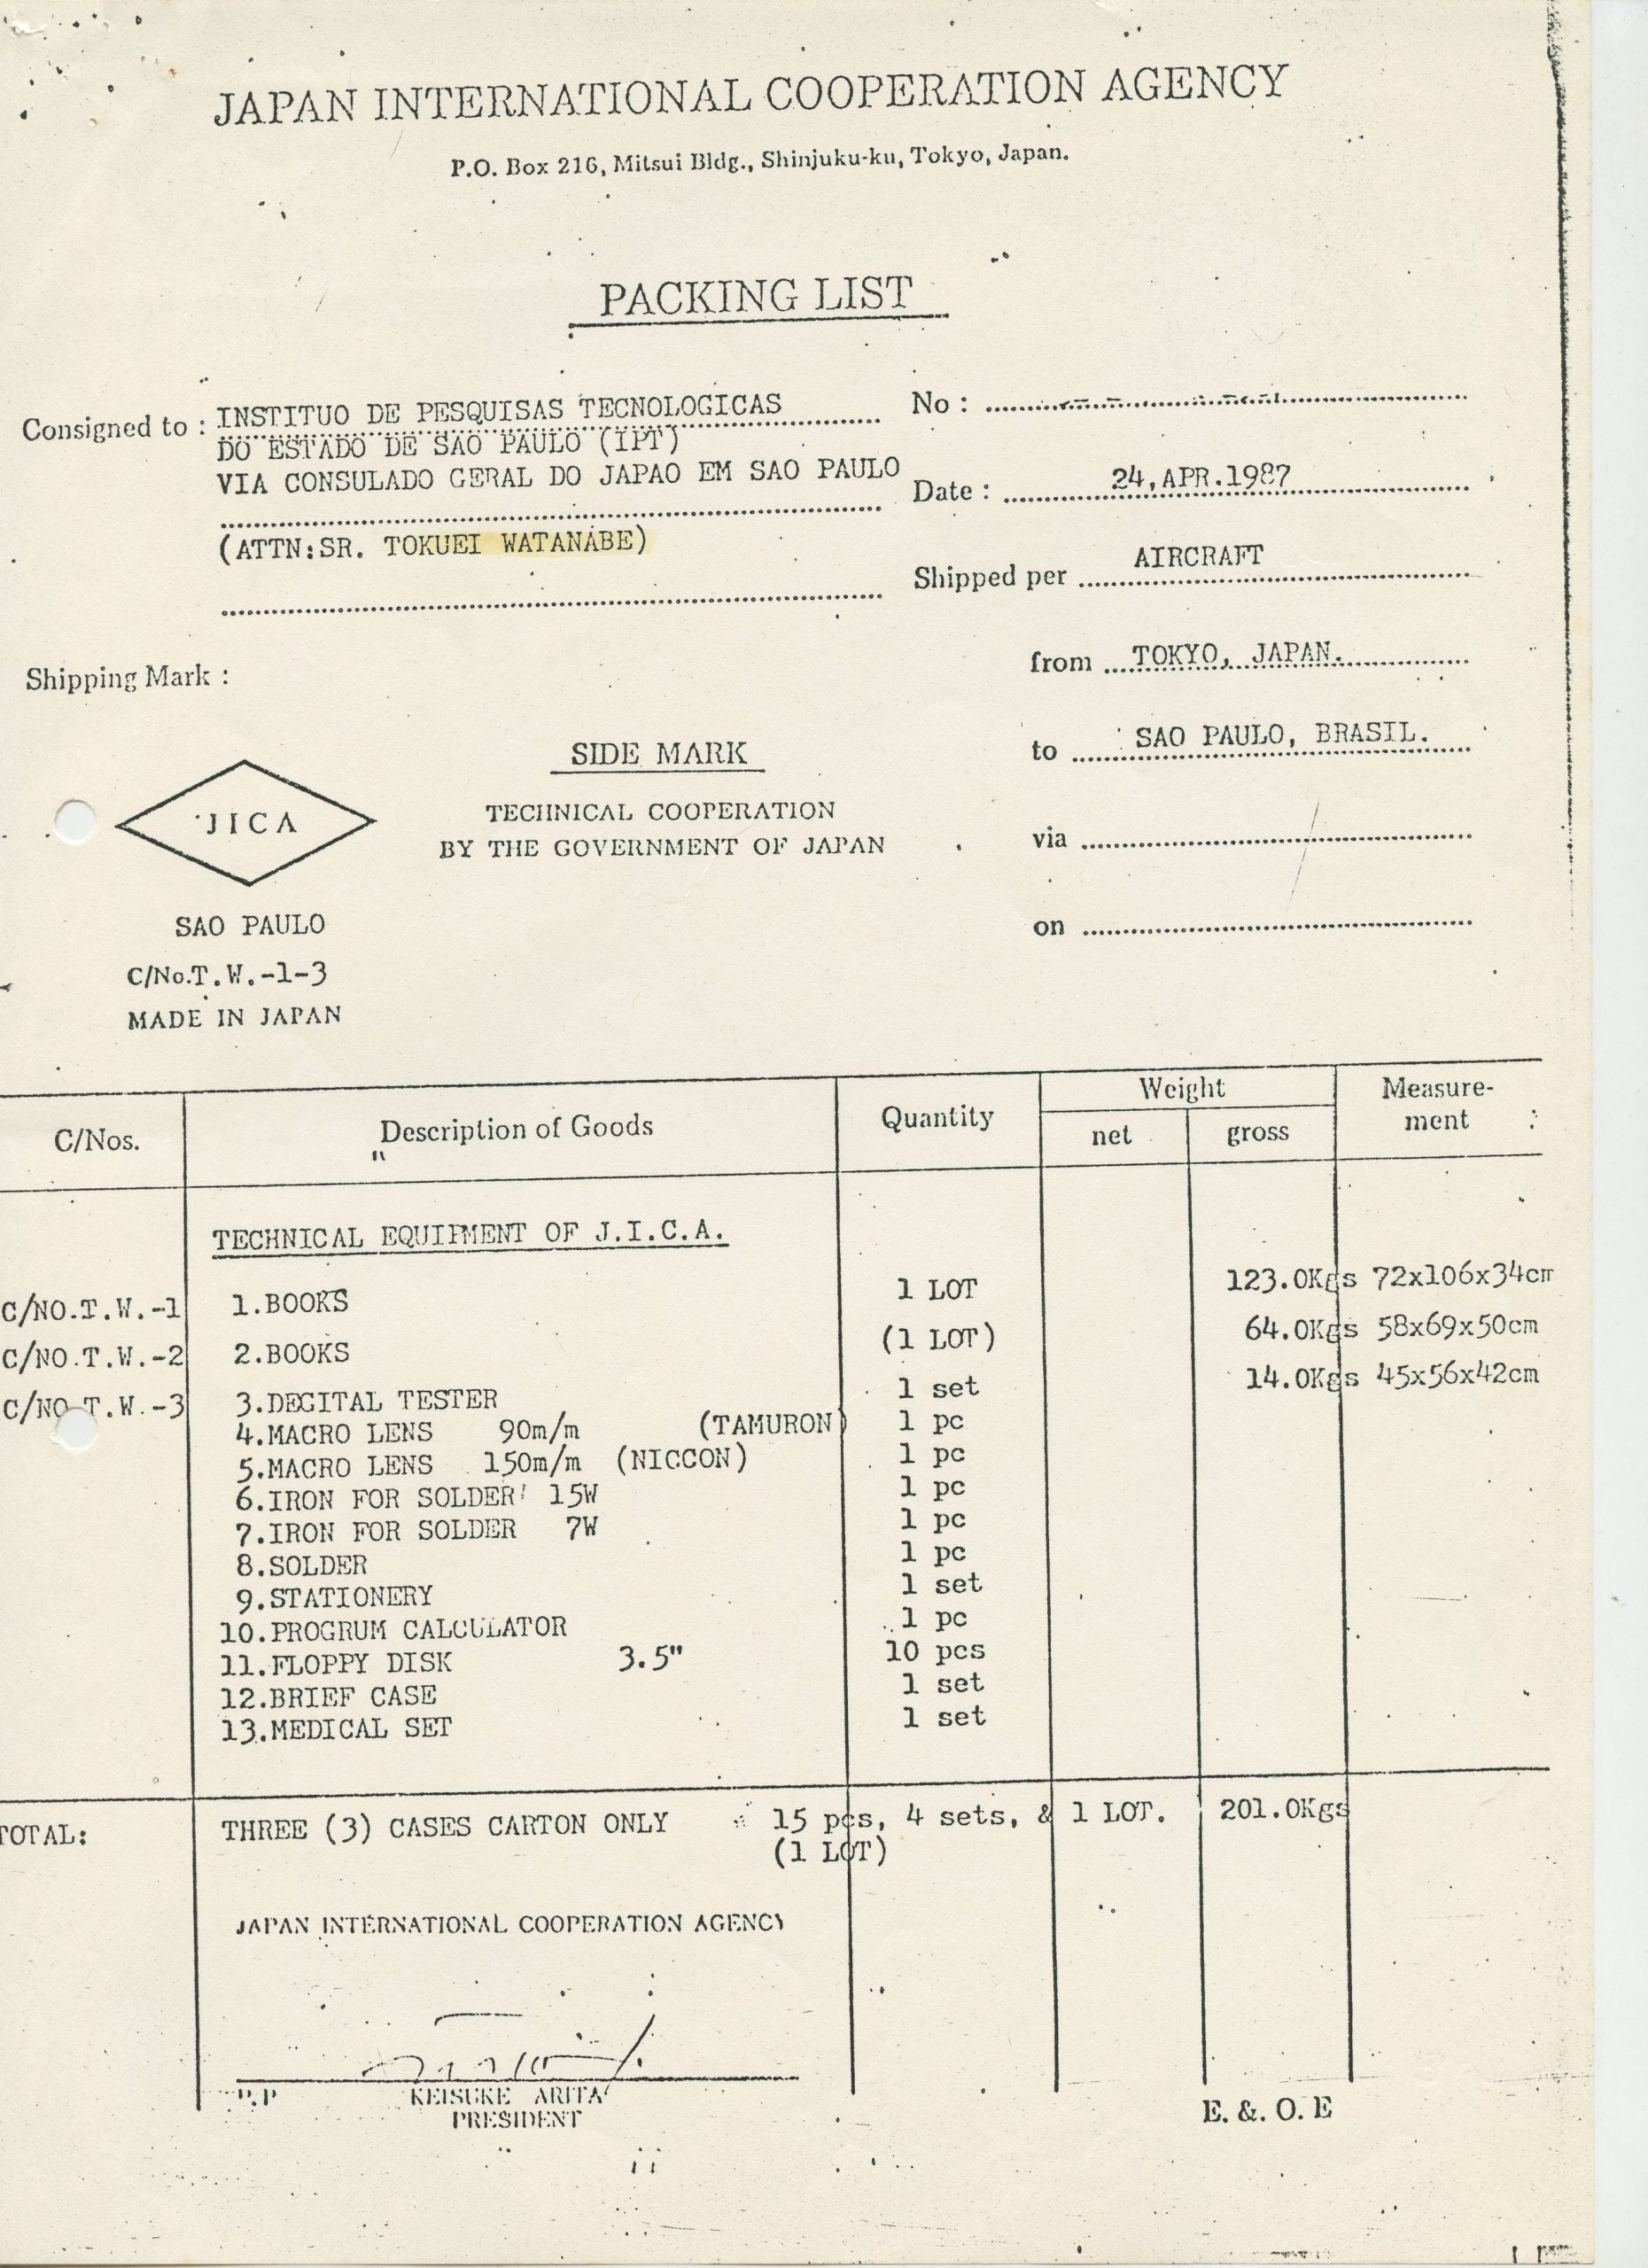 JAPAN INTERNATIONAL COOPERATION AGENCY
P.O. Box 216, Mitsui Bldg., Shinjuku-ku, Tokyo, Japan.
PACKING LIST
Consigned to : INSTITUO DE PESQUISAS TECNOLOGICAS
DO ESTADO DE SAO PAULO (IPT)
VIA CONSULADO GERAL DO JAPAO EM SAO PAULO
(ATTN:SR. TOKUEI WATANABE)
No :
Date : 24,APR.1987
Shipped per AIRCRAFT
from TOKYO, JAPAN.
to SAO PAULO, BRASIL.
via
on
Shipping Mark :
JICA
SAO PAULO
C/No.T.W.-1-3
MADE IN JAPAN
SIDE MARK
TECHNICAL COOPERATION
BY THE GOVERNMENT OF JAPAN
C/Nos. Description of Goods Quantity Weight net gross Measure-
ment
TECHNICAL EQUIPMENT OF J.I.C.A.
C/NO.T.W.-1 1.BOOKS 1 LOT 123.0Kgs 72x106x34cm
C/NO.T.W.-2 2.BOOKS (1 LOT) 64.0Kgs 58x69x50cm
C/NO.T.W.-3 3.DEGITAL TESTER 1 set 14.0Kgs 45x56x42cm
4.MACRO LENS 90m/m (TAMURON) 1 pc
5.MACRO LENS 150m/m (NICCON) 1 pc
6.IRON FOR SOLDER 15W 1 pc
7.IRON FOR SOLDER 7W 1 pc
8.SOLDER 1 pc
9.STATIONERY 1 set
10.PROGRUM CALCULATOR 1 pc
11.FLOPPY DISK 3.5" 10 pcs
12.BRIEF CASE 1 set
13.MEDICAL SET 1 set
TOTAL: THREE (3) CASES CARTON ONLY 15 pcs, 4 sets, & 1 LOT. 201.0Kgs
(1 LOT)
JAPAN INTERNATIONAL COOPERATION AGENCY
P.P KEISUKE ARITA
PRESIDENT
E. &. O. E